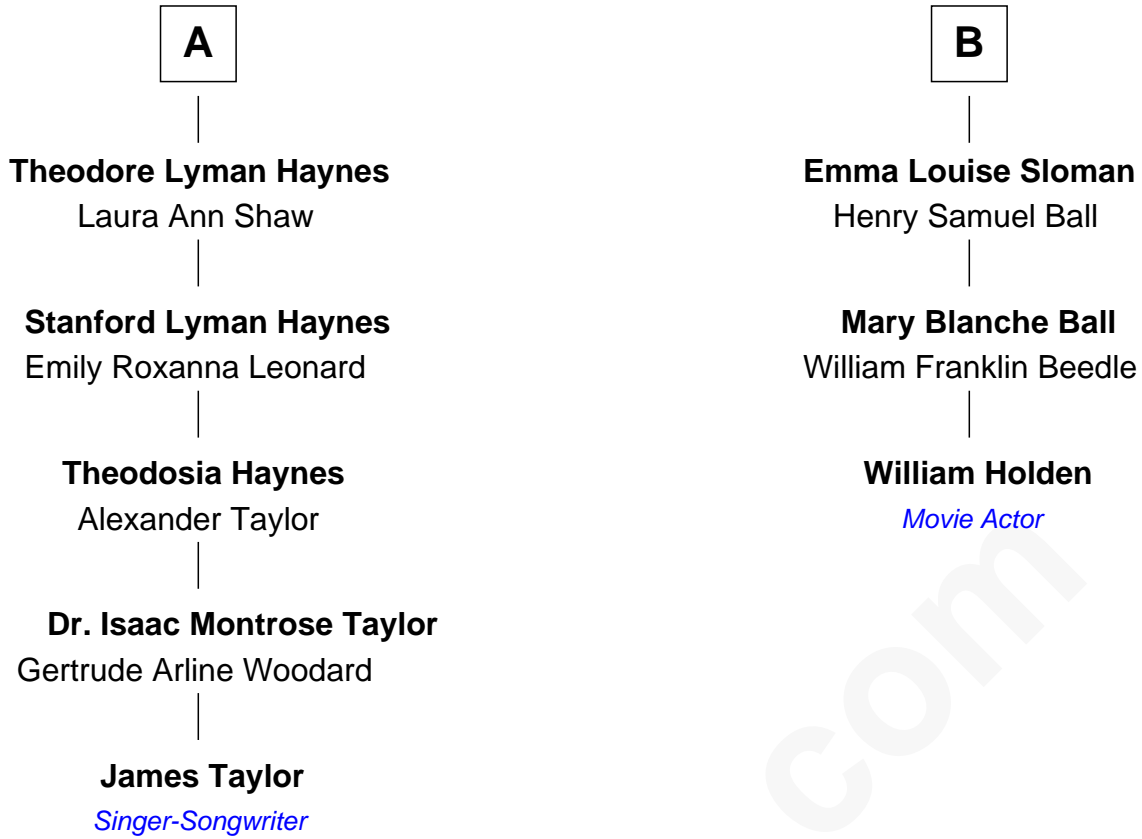 A
Theodore Lyman Haynes
Laura Ann Shaw
Stanford Lyman Haynes
Emily Roxanna Leonard
Theodosia Haynes
Alexander Taylor
Dr. Isaac Montrose Taylor
Gertrude Arline Woodard
James Taylor
Singer-Songwriter
B
Emma Louise Sloman
Henry Samuel Ball
Mary Blanche Ball
William Franklin Beedle
William Holden
Movie Actor
com